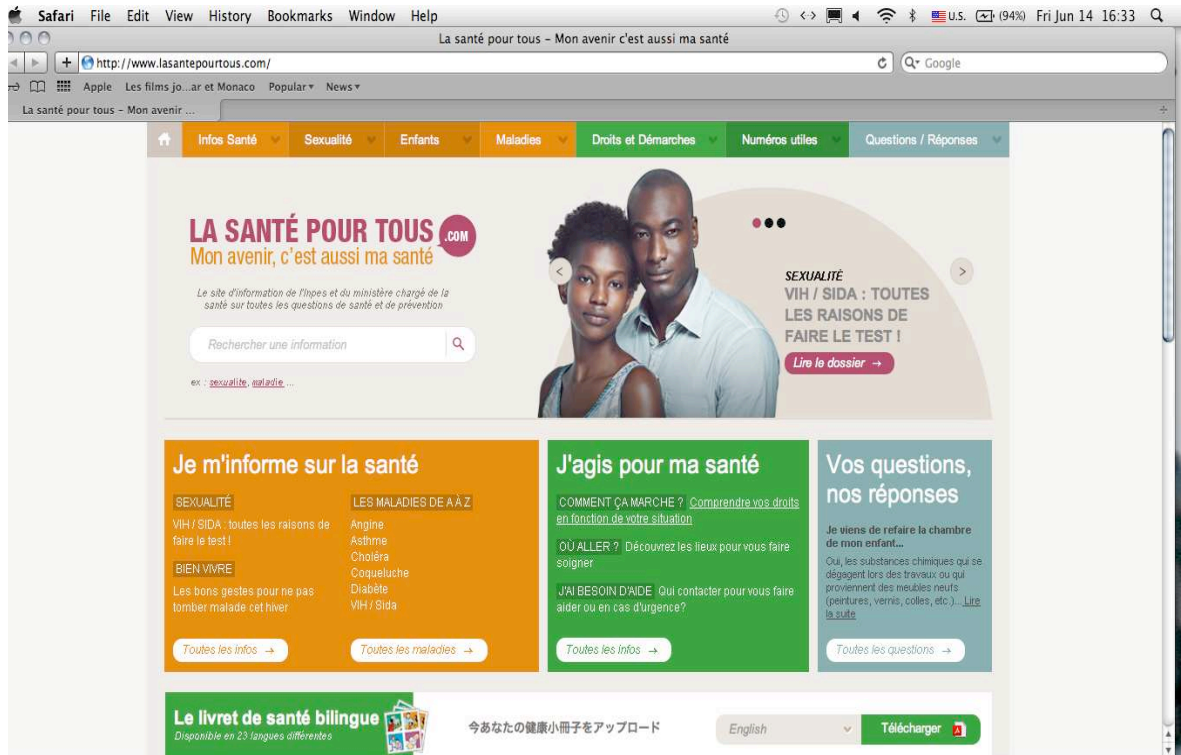 Safari File Edit View History Bookmarks Window Help U.S. (94%) Fri Jun 14 16:33
La santé pour tous – Mon avenir c'est aussi ma santé
http://www.lasantepourtous.com/ Google
Apple Les films jo...ar et Monaco Popular News
La santé pour tous – Mon avenir ...
Infos Santé Sexualité Enfants Maladies Droits et Démarches Numéros utiles Questions / Réponses
LA SANTÉ POUR TOUS .COM
Mon avenir, c'est aussi ma santé
Le site d'information de l'Inpes et du ministère chargé de la
santé sur toutes les questions de santé et de prévention
Rechercher une information
ex : sexualite, maladie ...
SEXUALITÉ
VIH / SIDA : TOUTES
LES RAISONS DE
FAIRE LE TEST !
Lire le dossier →
Je m'informe sur la santé
SEXUALITÉ
VIH / SIDA : toutes les raisons de
faire le test !
BIEN VIVRE
Les bons gestes pour ne pas
tomber malade cet hiver
Toutes les infos →
LES MALADIES DE A À Z
Angine
Asthme
Choléra
Coqueluche
Diabète
VIH / Sida
Toutes les maladies →
J'agis pour ma santé
COMMENT ÇA MARCHE ? Comprendre vos droits
en fonction de votre situation
OÙ ALLER ? Découvrez les lieux pour vous faire
soigner
J'AI BESOIN D'AIDE Qui contacter pour vous faire
aider ou en cas d'urgence?
Toutes les infos →
Vos questions,
nos réponses
Je viens de refaire la chambre
de mon enfant...
Oui, les substances chimiques qui se
dégagent lors des travaux ou qui
proviennent des meubles neufs
(peintures, vernis, colles, etc.)... Lire
la suite
Toutes les questions →
Le livret de santé bilingue
Disponible en 23 langues différentes
今あなたの健康小冊子をアップロード
English
Télécharger